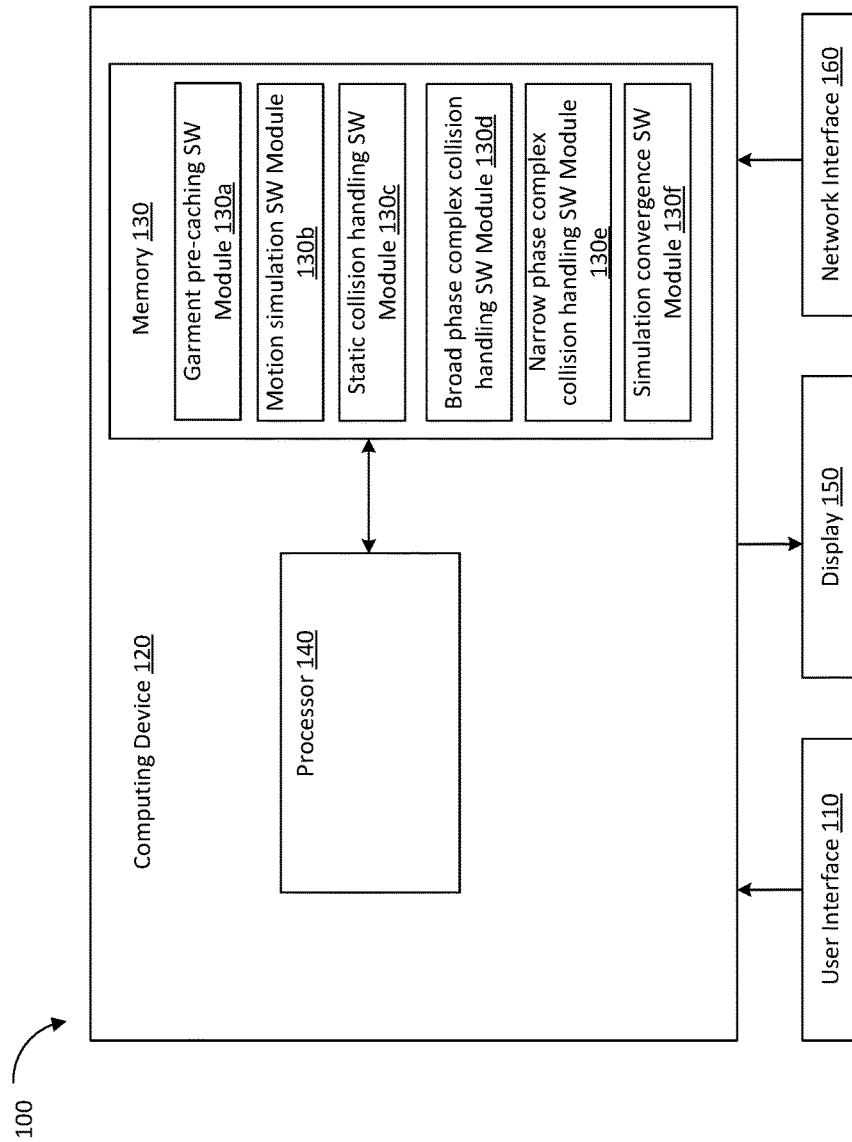 100
Computing Device 120
Processor 140
Memory 130
Garment pre-caching SW
Module 130a
Motion simulation SW Module
130b
Static collision handling SW
Module 130c
Broad phase complex collision
handling SW Module 130d
Narrow phase complex
collision handling SW Module
130e
Simulation convergence SW
Module 130f
User Interface 110
Display 150
Network Interface 160